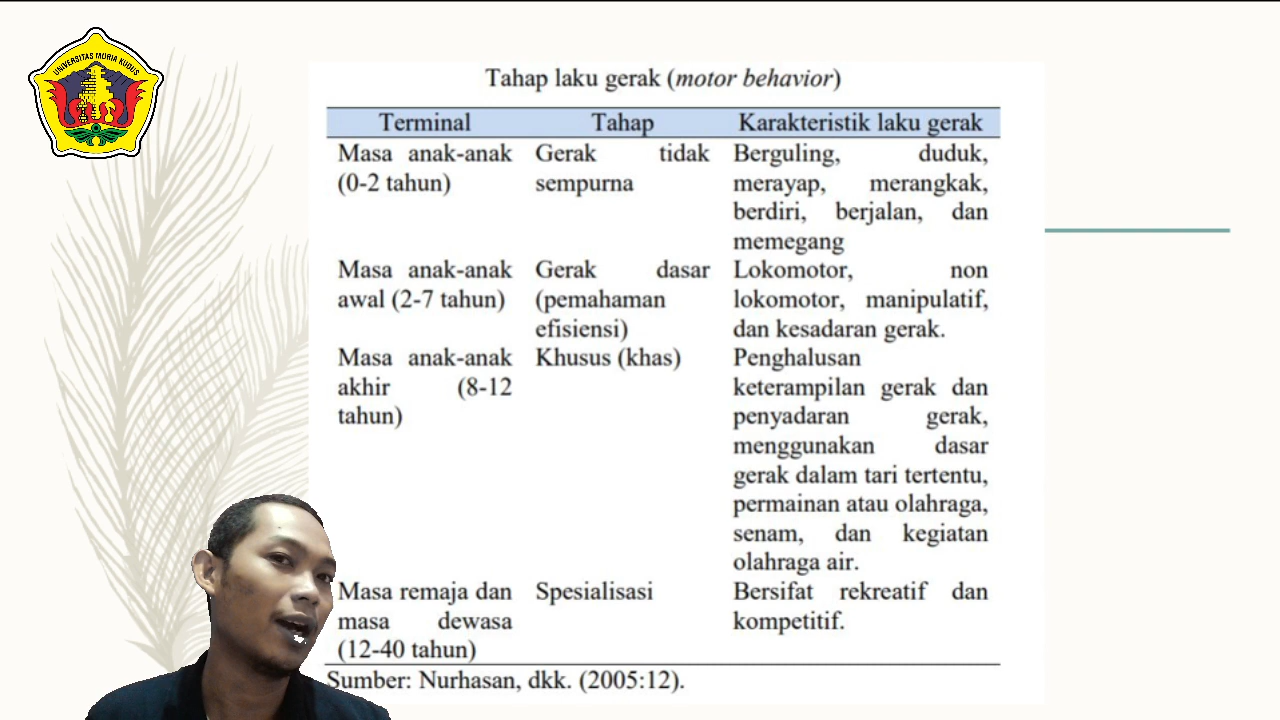 UNIVERSITAS MURIA KUDUS
Tahap laku gerak (motor behavior)
Terminal Tahap Karakteristik laku gerak
Masa anak-anak Gerak tidak Berguling, duduk,
(0-2 tahun) sempurna merayap, merangkak,
berdiri, berjalan, dan
memegang
Masa anak-anak Gerak dasar Lokomotor, non
awal (2-7 tahun) (pemahaman lokomotor, manipulatif,
efisiensi) dan kesadaran gerak.
Masa anak-anak Khusus (khas) Penghalusan
akhir (8-12 keterampilan gerak dan
tahun) penyadaran gerak,
menggunakan dasar
gerak dalam tari tertentu,
permainan atau olahraga,
senam, dan kegiatan
olahraga air.
Masa remaja dan Spesialisasi Bersifat rekreatif dan
masa dewasa kompetitif.
(12-40 tahun)
Sumber: Nurhasan, dkk. (2005:12).